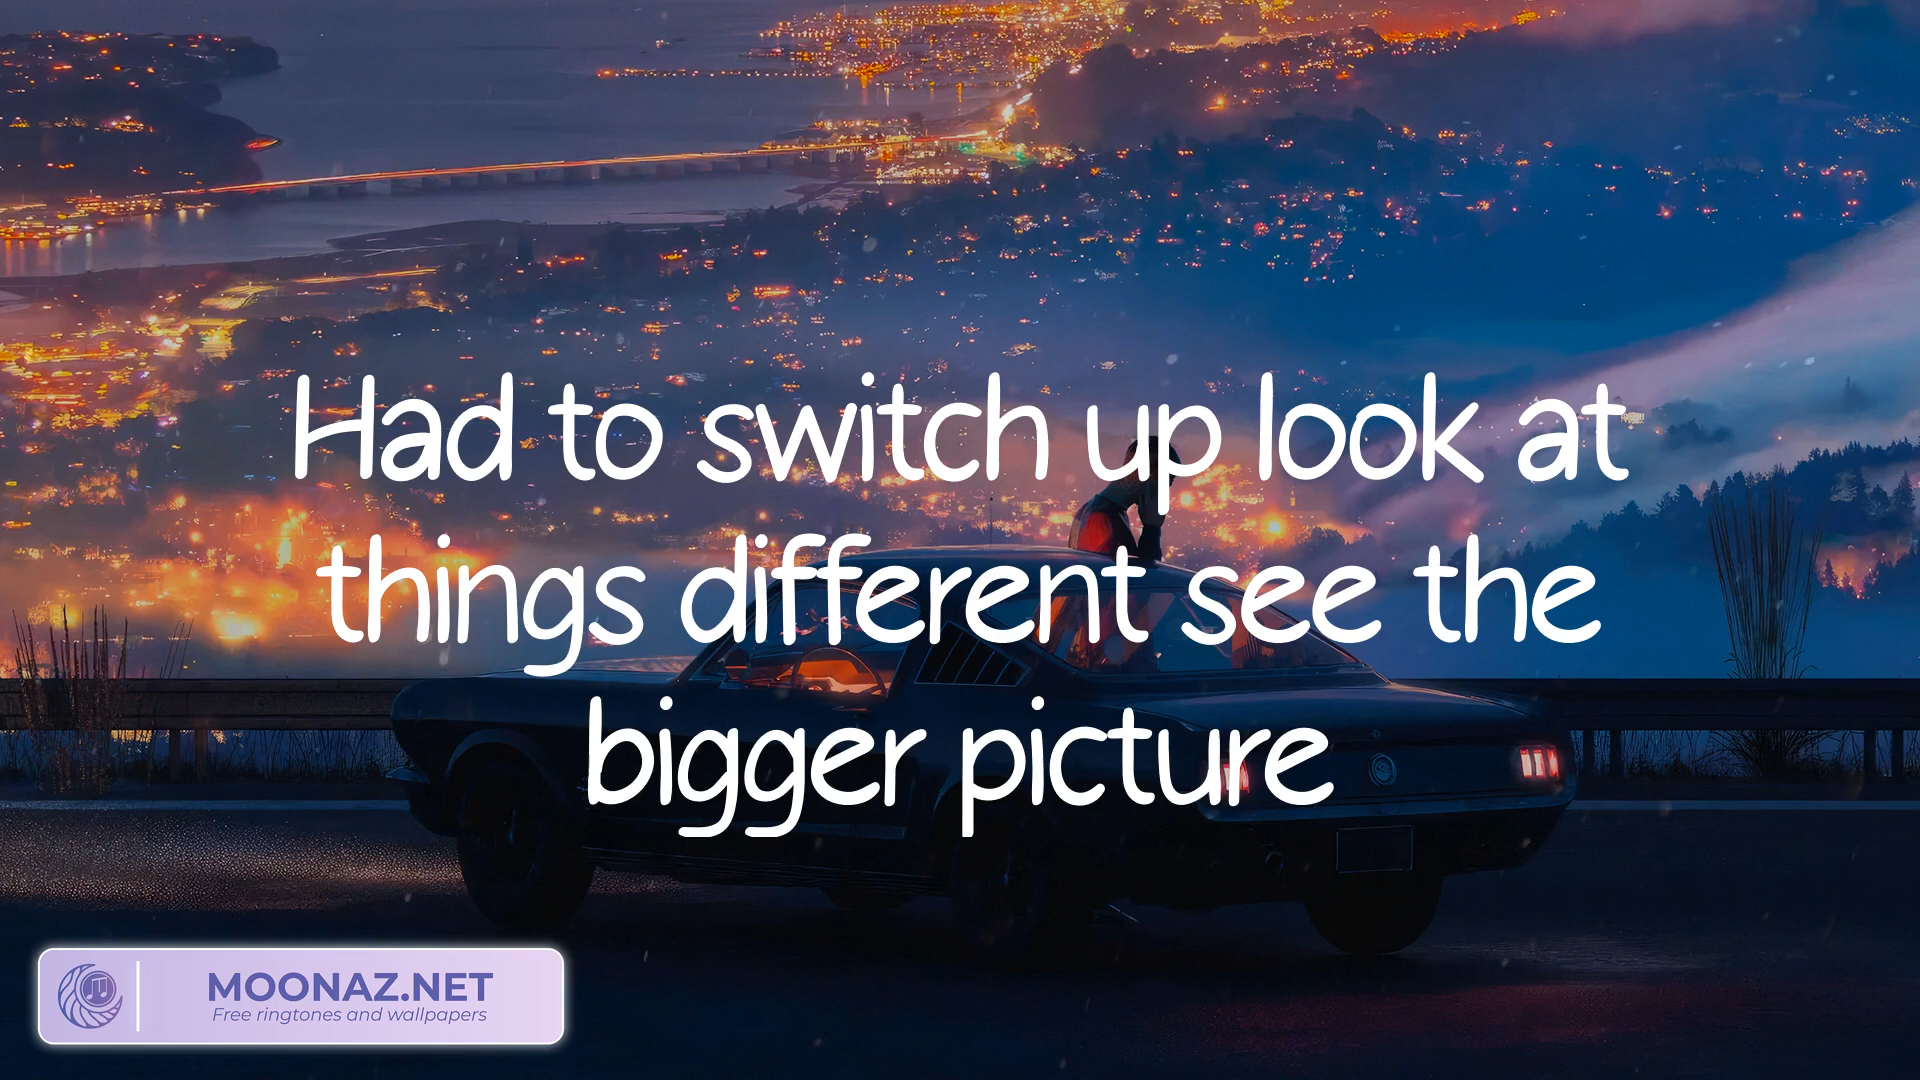 Had to switch up look at
things different see the
bigger picture
MOONAZ.NET
Free ringtones and wallpapers